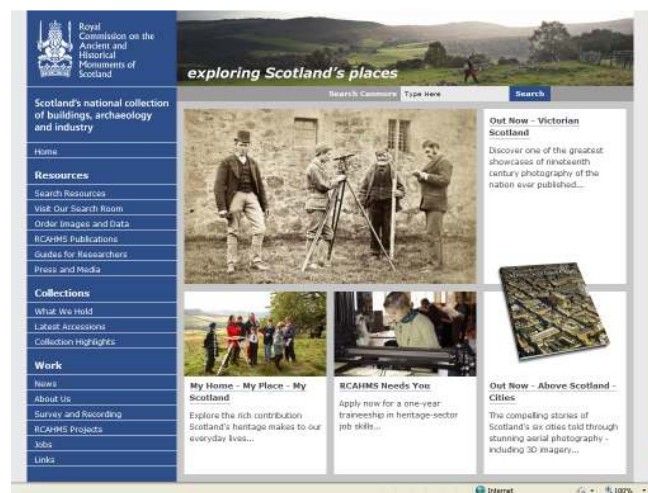 Royal
Commission on the
Ancient and
Historical
Monuments of
Scotland
exploring Scotland's places
Search Canmore Type Here Search
Scotland's national collection
of buildings, archaeology
and industry
Home
Resources
Search Resources
Visit Our Search Room
Order Images and Data
RCAHMS Publications
Guides for Researchers
Press and Media
Collections
What We Hold
Latest Accessions
Collection Highlights
Work
News
About Us
Survey and Recording
RCAHMS Projects
Jobs
Links
Out Now - Victorian
Scotland
Discover one of the greatest
showcases of nineteenth
century photography of the
nation ever published...
My Home - My Place - My
Scotland
Explore the rich contribution
Scotland's heritage makes to our
everyday lives...
RCAHMS Needs You
Apply now for a one-year
traineeship in heritage-sector
job skills...
Out Now - Above Scotland -
Cities
The compelling stories of
Scotland's six cities told through
stunning aerial photography -
including 3D imagery...
Internet
100%